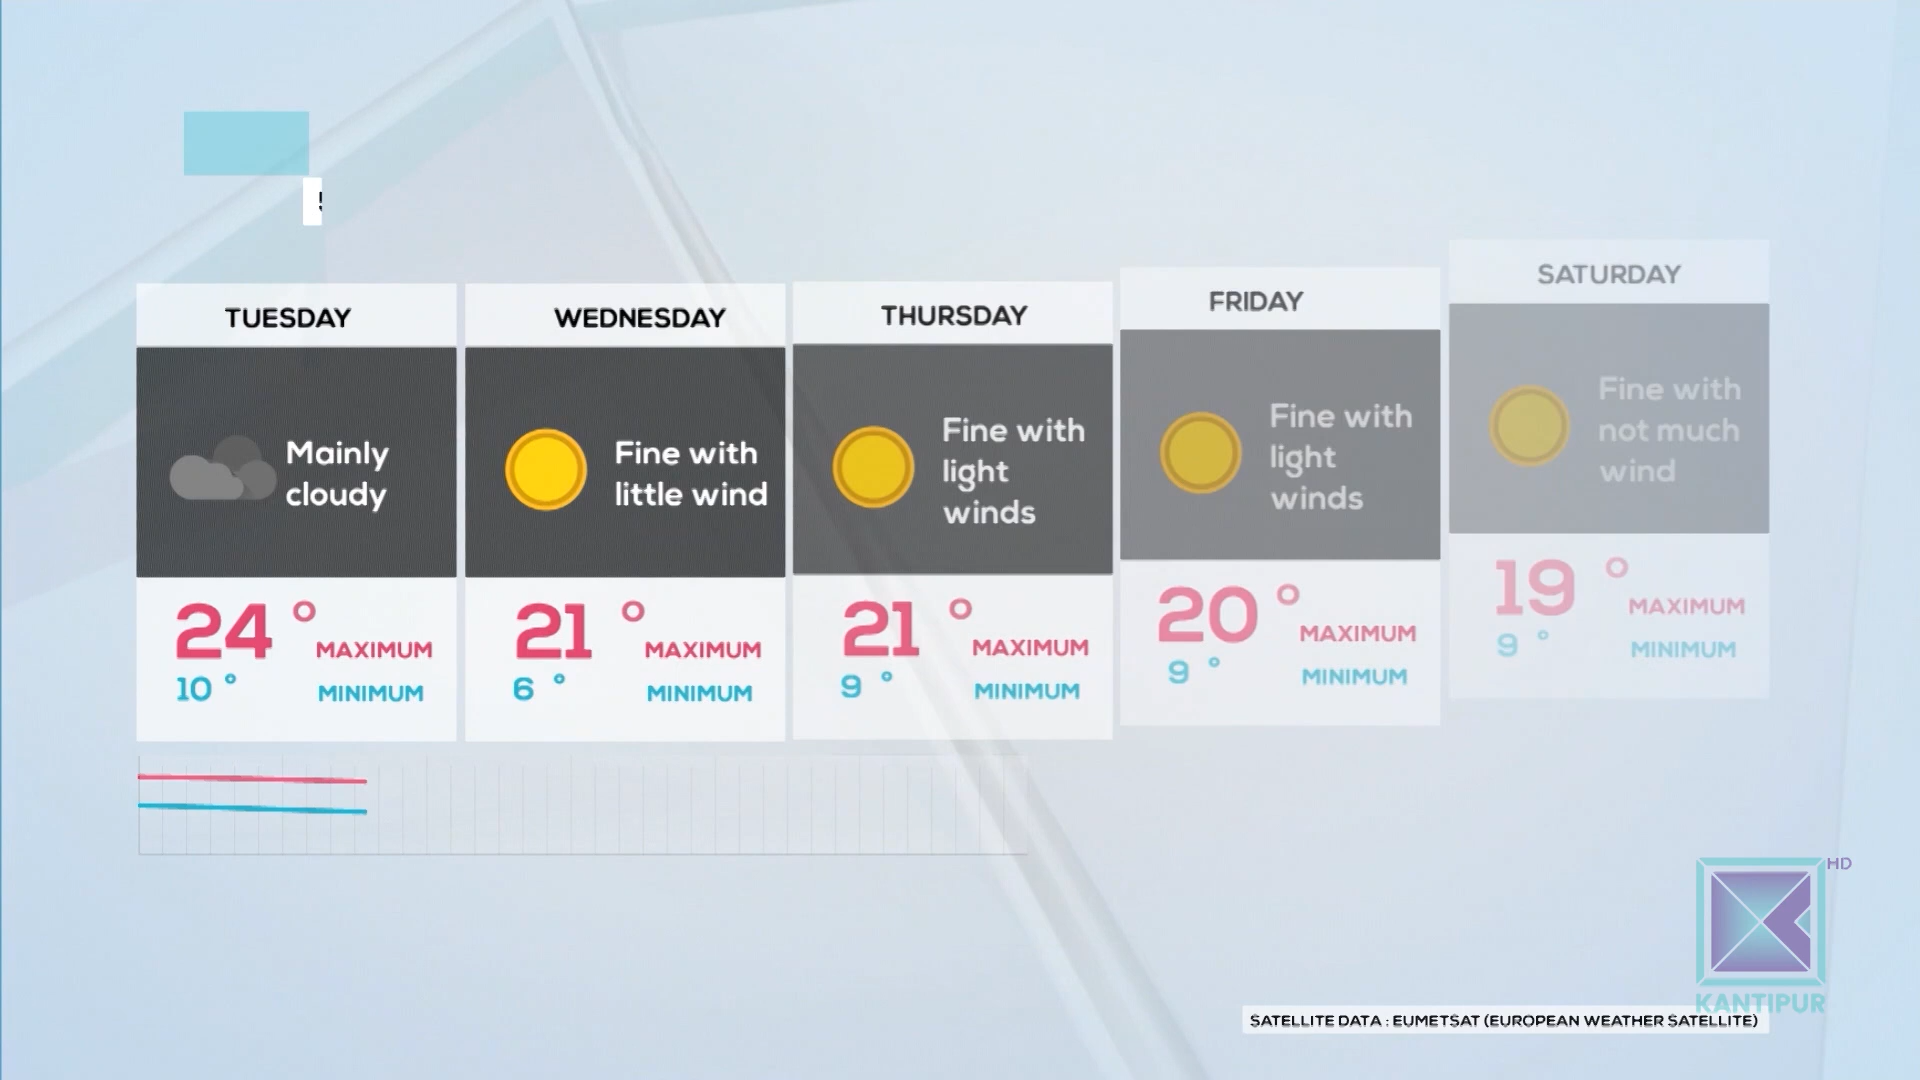 TUESDAY
Mainly
cloudy
24 °
MAXIMUM
10 °
MINIMUM
WEDNESDAY
Fine with
little wind
21 °
MAXIMUM
6 °
MINIMUM
THURSDAY
Fine with
light
winds
21 °
MAXIMUM
9 °
MINIMUM
FRIDAY
Fine with
light
winds
20 °
MAXIMUM
9 °
MINIMUM
SATURDAY
Fine with
not much
wind
19 °
MAXIMUM
9 °
MINIMUM
HD
KANTIPUR
SATELLITE DATA : EUMETSAT (EUROPEAN WEATHER SATELLITE)